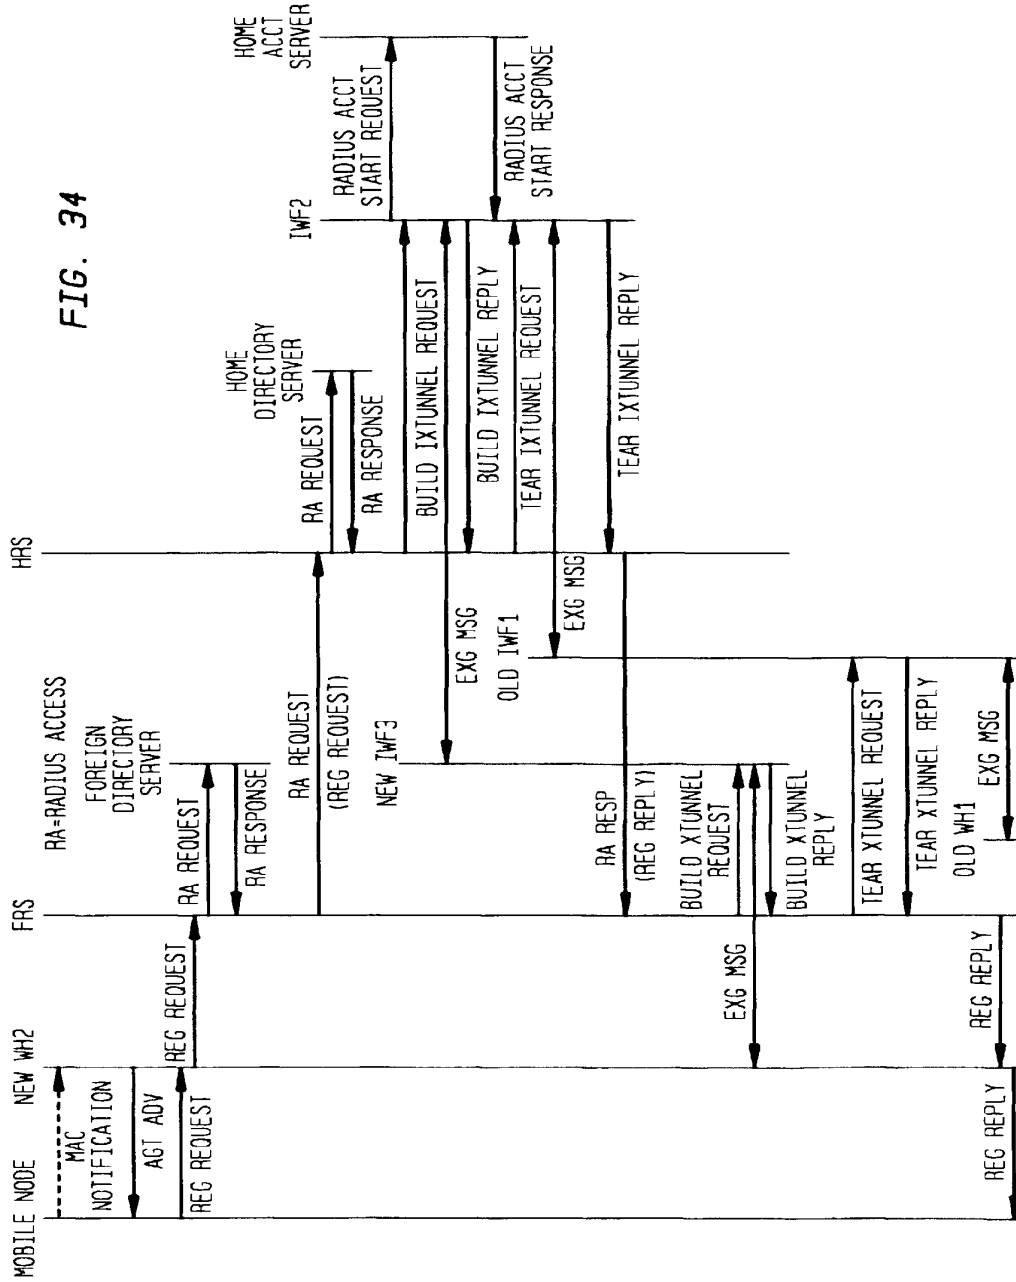 FIG. 34
RA=RADIUS ACCESS
MOBILE NODE
NEW WH2
FRS
FOREIGN
DIRECTORY
SERVER
HRS
HOME
DIRECTORY
SERVER
IWF2
HOME
ACCT
SERVER
MAC
NOTIFICATION
AGT ADV
REG REQUEST
REG REQUEST
RA REQUEST
RA RESPONSE
RA REQUEST
(REG REQUEST)
RA REQUEST
RA RESPONSE
RADIUS ACCT
START REQUEST
BUILD IXTUNNEL REQUEST
NEW IWF3
EXG MSG
BUILD IXTUNNEL REPLY
RADIUS ACCT
START RESPONSE
TEAR IXTUNNEL REQUEST
OLD IWF1
EXG MSG
TEAR IXTUNNEL REPLY
RA RESP
(REG REPLY)
BUILD XTUNNEL
REQUEST
EXG MSG
BUILD XTUNNEL
REPLY
TEAR XTUNNEL REQUEST
TEAR XTUNNEL REPLY
OLD WH1
EXG MSG
REG REPLY
REG REPLY